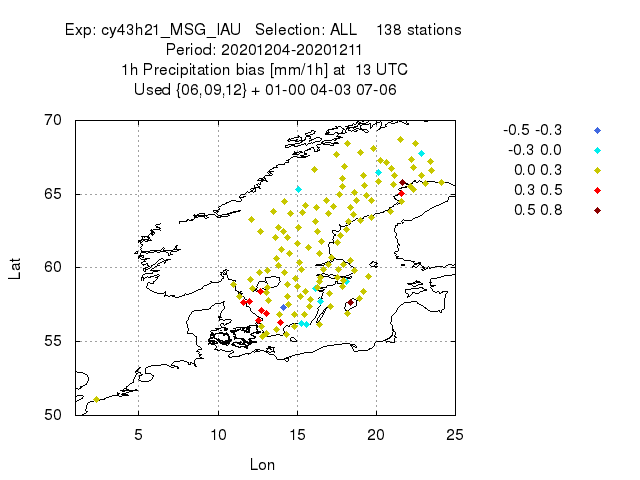 Exp: cy43h21_MSG_IAU Selection: ALL 138 stations
Period: 20201204-20201211
1h Precipitation bias [mm/1h] at 13 UTC
Used {06,09,12} + 01-00 04-03 07-06
70
65
60
55
50
Lat
5 10 15 20 25
Lon
-0.5 -0.3
-0.3 0.0
0.0 0.3
0.3 0.5
0.5 0.8